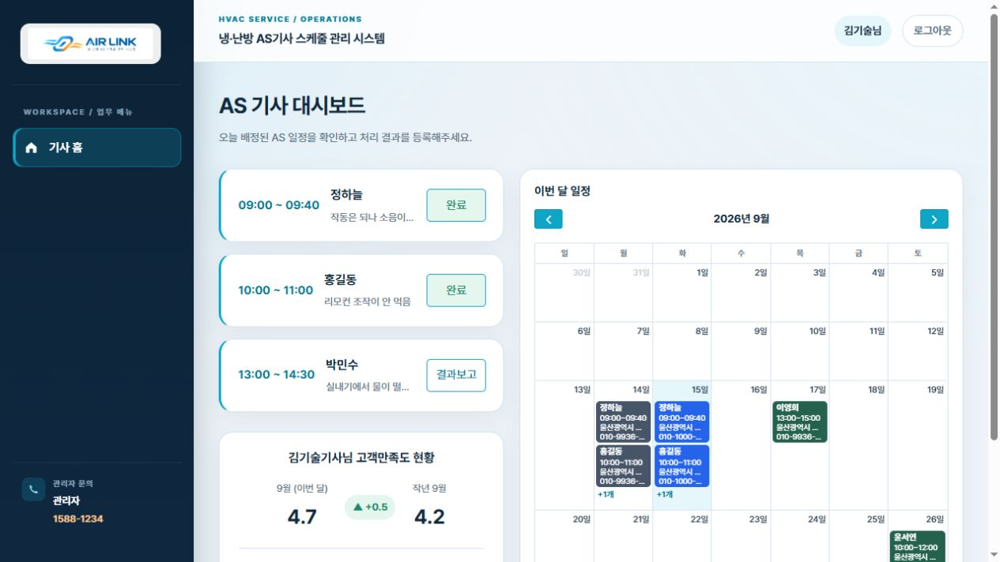 AIR LINK
HVAC SERVICE / OPERATIONS
냉·난방 AS기사 스케줄 관리 시스템
김기술님
로그아웃
WORKSPACE / 업무 메뉴
기사 홈
관리자 문의
관리자
1588-1234
AS 기사 대시보드
오늘 배정된 AS 일정을 확인하고 처리 결과를 등록해주세요.
09:00 ~ 09:40
정하늘
작동은 되나 소음이...
완료
10:00 ~ 11:00
홍길동
리모컨 조작이 안 먹음
완료
13:00 ~ 14:30
박민수
실내기에서 물이 떨...
결과보고
김기술기사님 고객만족도 현황
9월 (이번 달)
4.7
▲ +0.5
작년 9월
4.2
이번 달 일정
2026년 9월
일 월 화 수 목 금 토
30일 31일 1일 2일 3일 4일 5일
6일 7일 8일 9일 10일 11일 12일
13일 14일 15일 16일 17일 18일 19일
정하늘
09:00~09:40
울산광역시 ...
010-9936-...
홍길동
10:00~11:00
울산광역시 ...
010-9936-...
+1개
정하늘
09:00~09:40
울산광역시 ...
010-1000-...
홍길동
10:00~11:00
울산광역시 ...
010-1000-...
+1개
이영희
13:00~15:00
울산광역시 ...
010-9936-...
20일 21일 22일 23일 24일 25일 26일
윤서연
10:00~12:00
울산광역시 ...